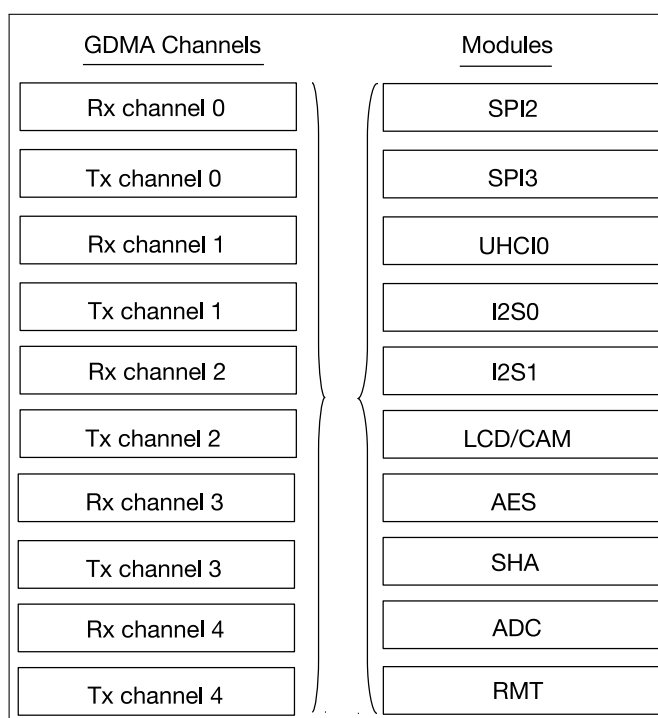 GDMA Channels
Rx channel 0
Tx channel 0
Rx channel 1
Tx channel 1
Rx channel 2
Tx channel 2
Rx channel 3
Tx channel 3
Rx channel 4
Tx channel 4
Modules
SPI2
SPI3
UHCI0
I2S0
I2S1
LCD/CAM
AES
SHA
ADC
RMT